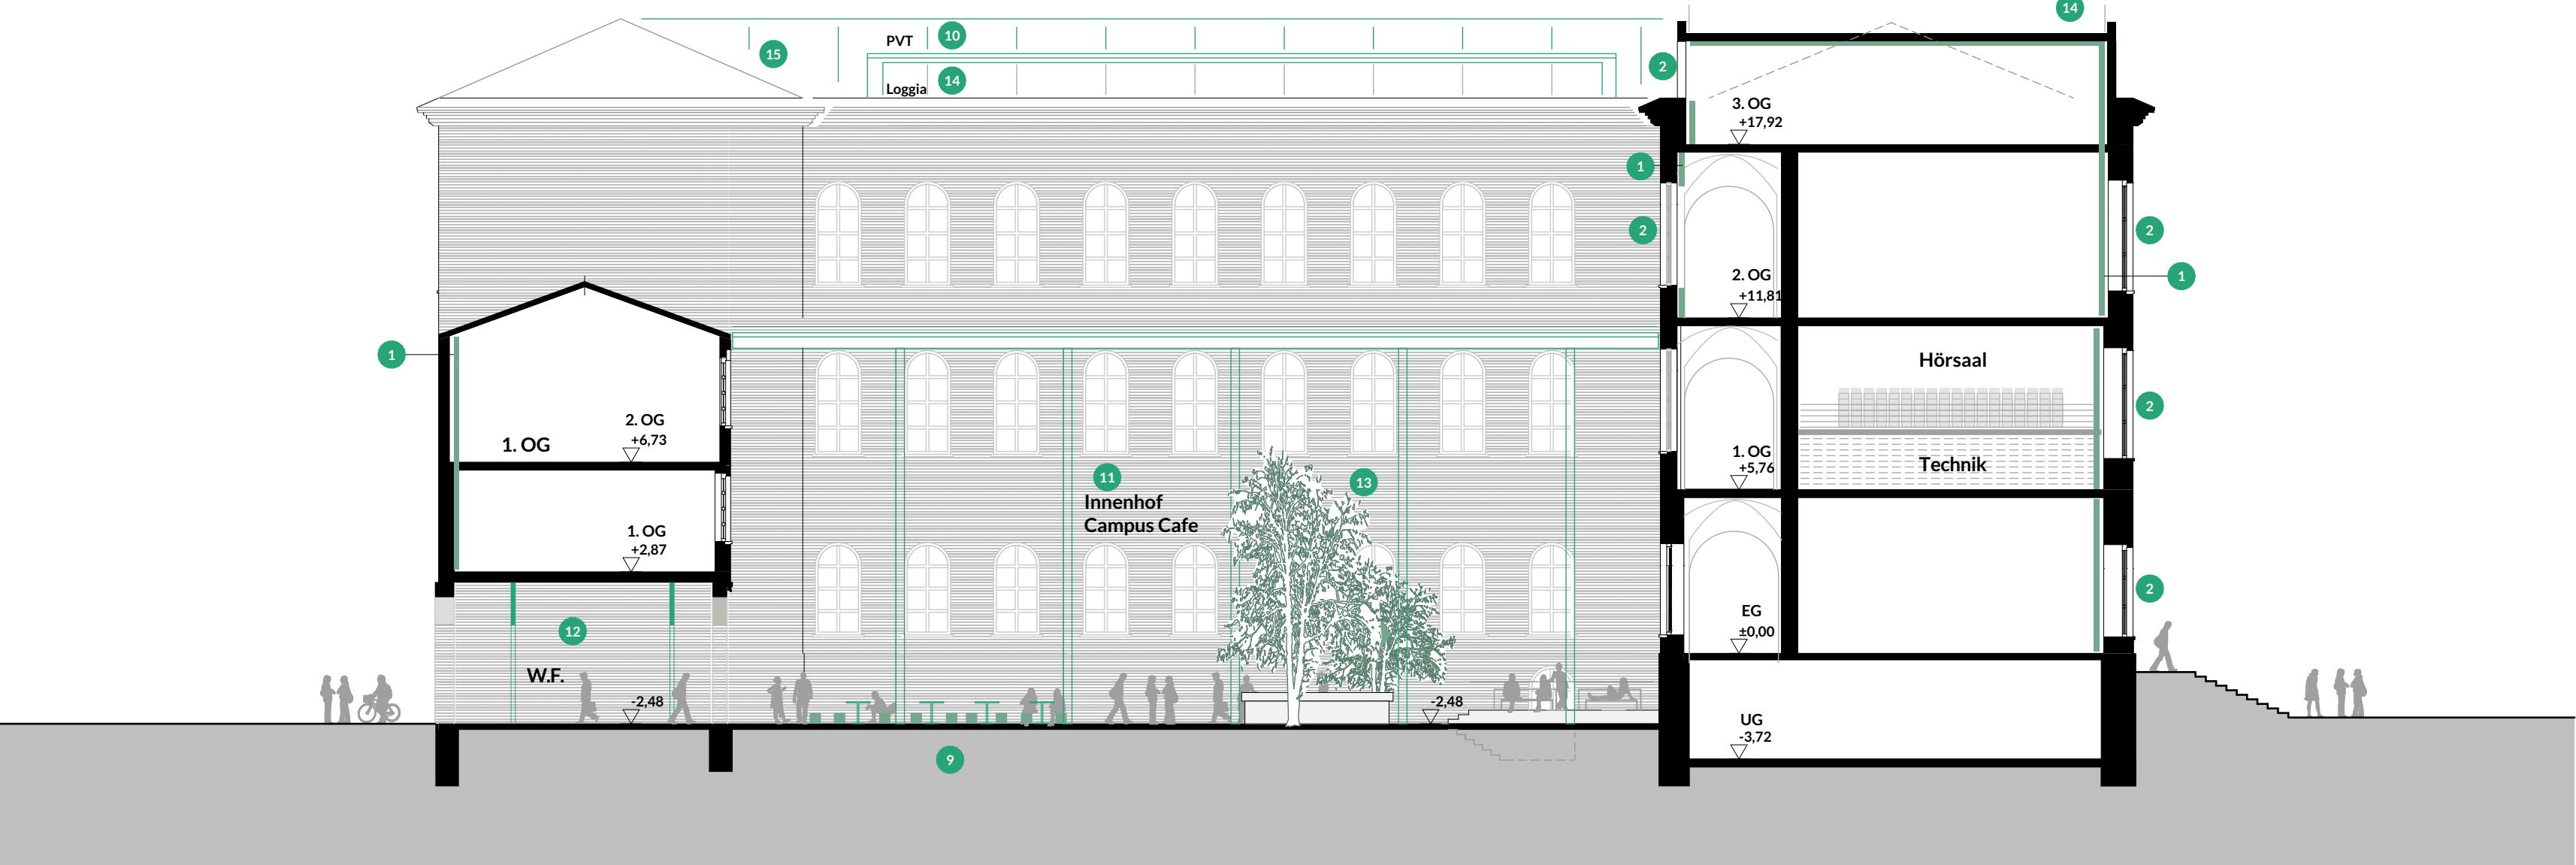 14
10
PVT
15
2
14
Loggia
3. OG
+17,92
1
2
2
2. OG
+11,81
1
1
Hörsaal
2
2. OG
+6,73
1. OG
1. OG
+5,76
Technik
11
13
Innenhof
Campus Cafe
1. OG
+2,87
2
EG
±0,00
12
W.F.
-2,48
-2,48
UG
-3,72
9